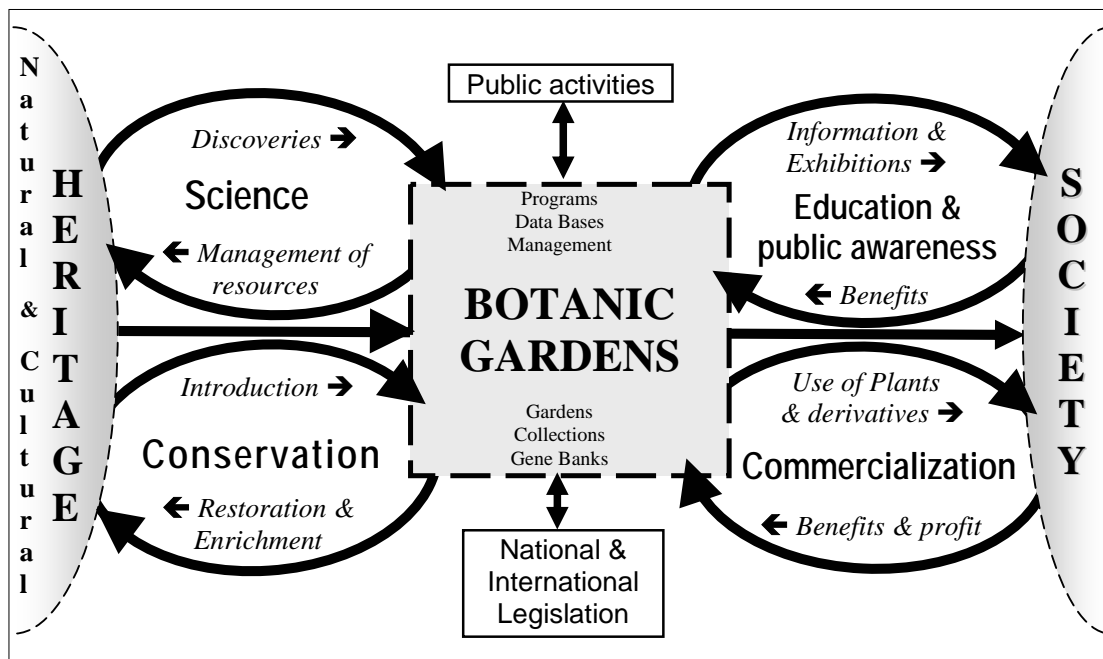 Natural & Cultural
HERITAGE
Discoveries ➔
Science
🡸 Management of
resources
Introduction ➔
Conservation
🡸 Restoration &
Enrichment
Public activities
Programs
Data Bases
Management
BOTANIC
GARDENS
Gardens
Collections
Gene Banks
National &
International
Legislation
Information &
Exhibitions ➔
Education &
public awareness
🡸 Benefits
Use of Plants
& derivatives ➔
Commercialization
🡸 Benefits & profit
SOCIETY